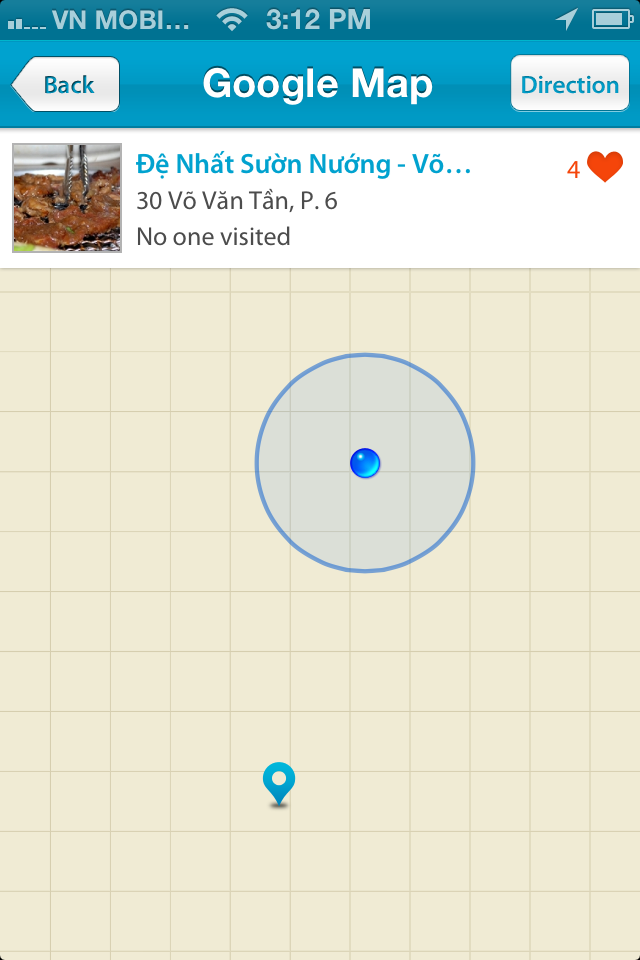 VN MOBI... 3:12 PM
Back Google Map Direction
Đệ Nhất Sườn Nướng - Võ...
4
30 Võ Văn Tần, P. 6
No one visited